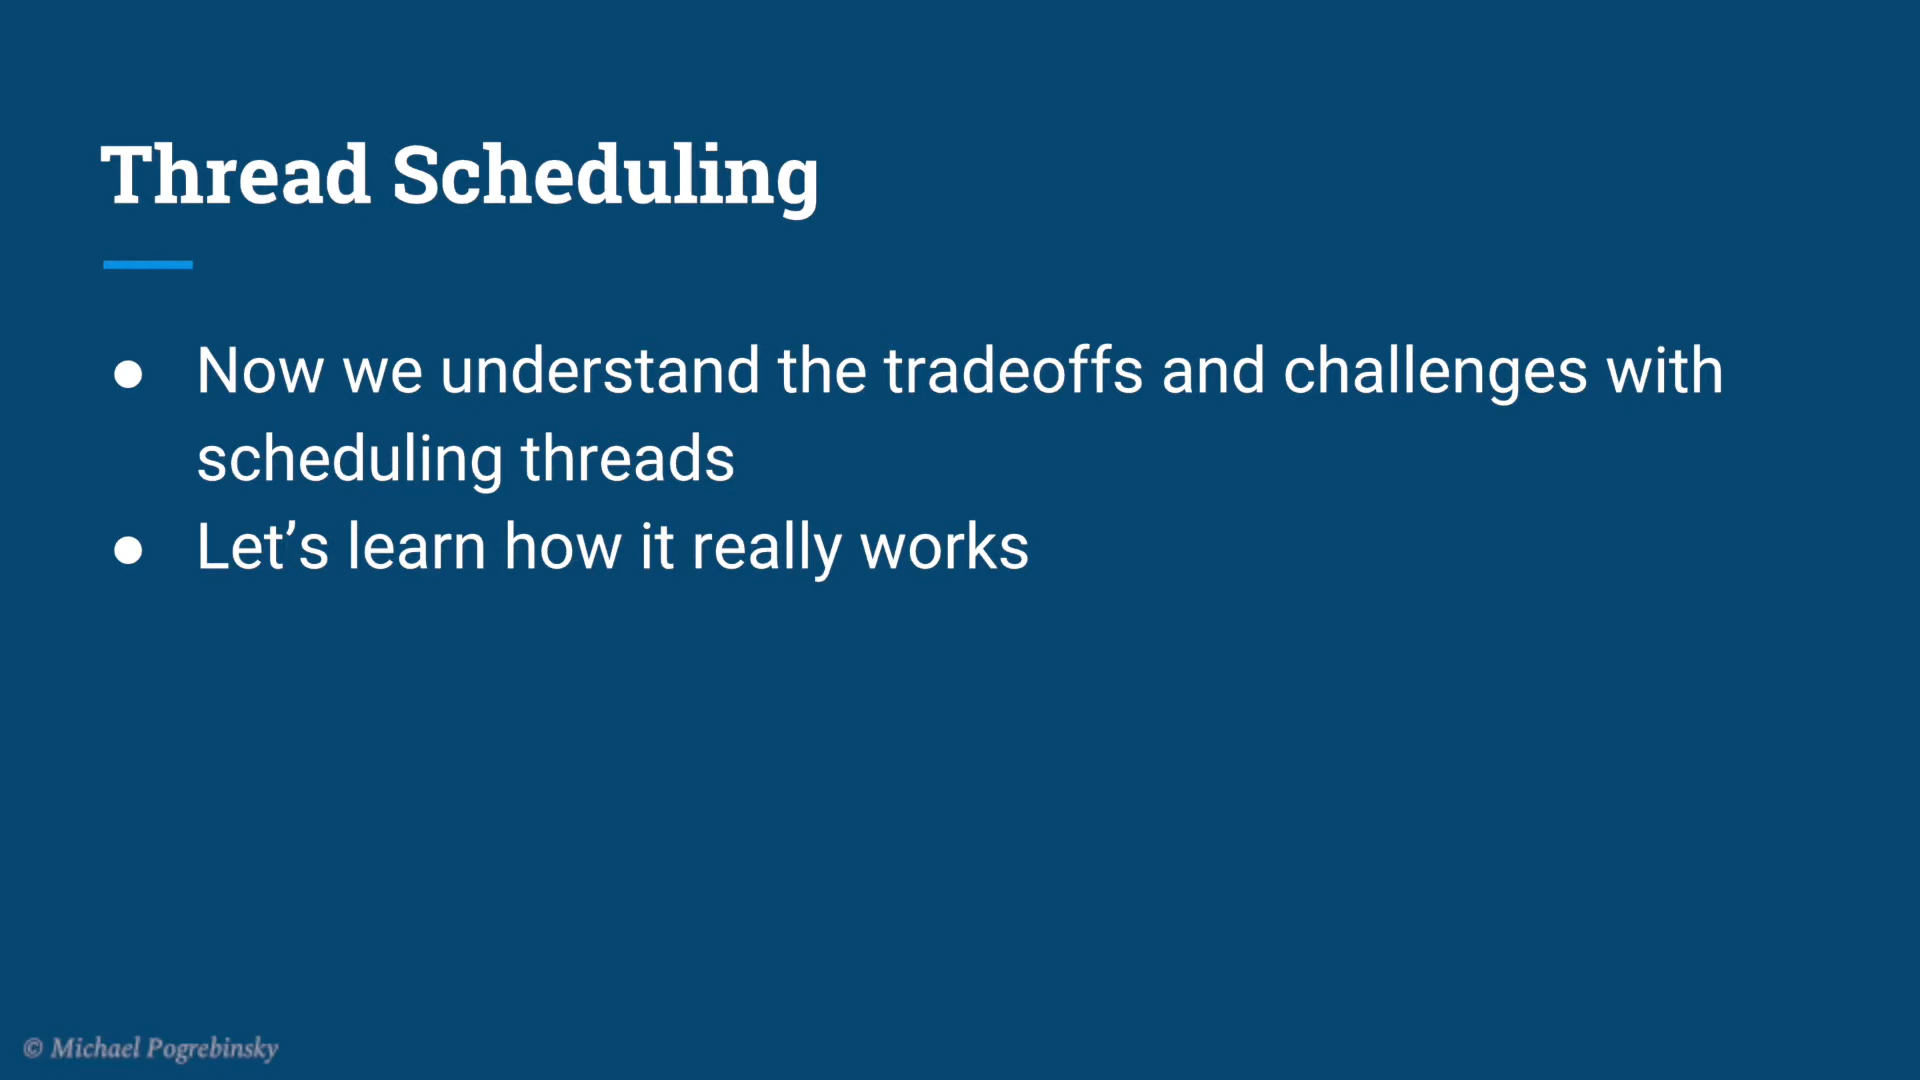 Thread Scheduling
● Now we understand the tradeoffs and challenges with
scheduling threads
● Let’s learn how it really works
© Michael Pogrebinsky